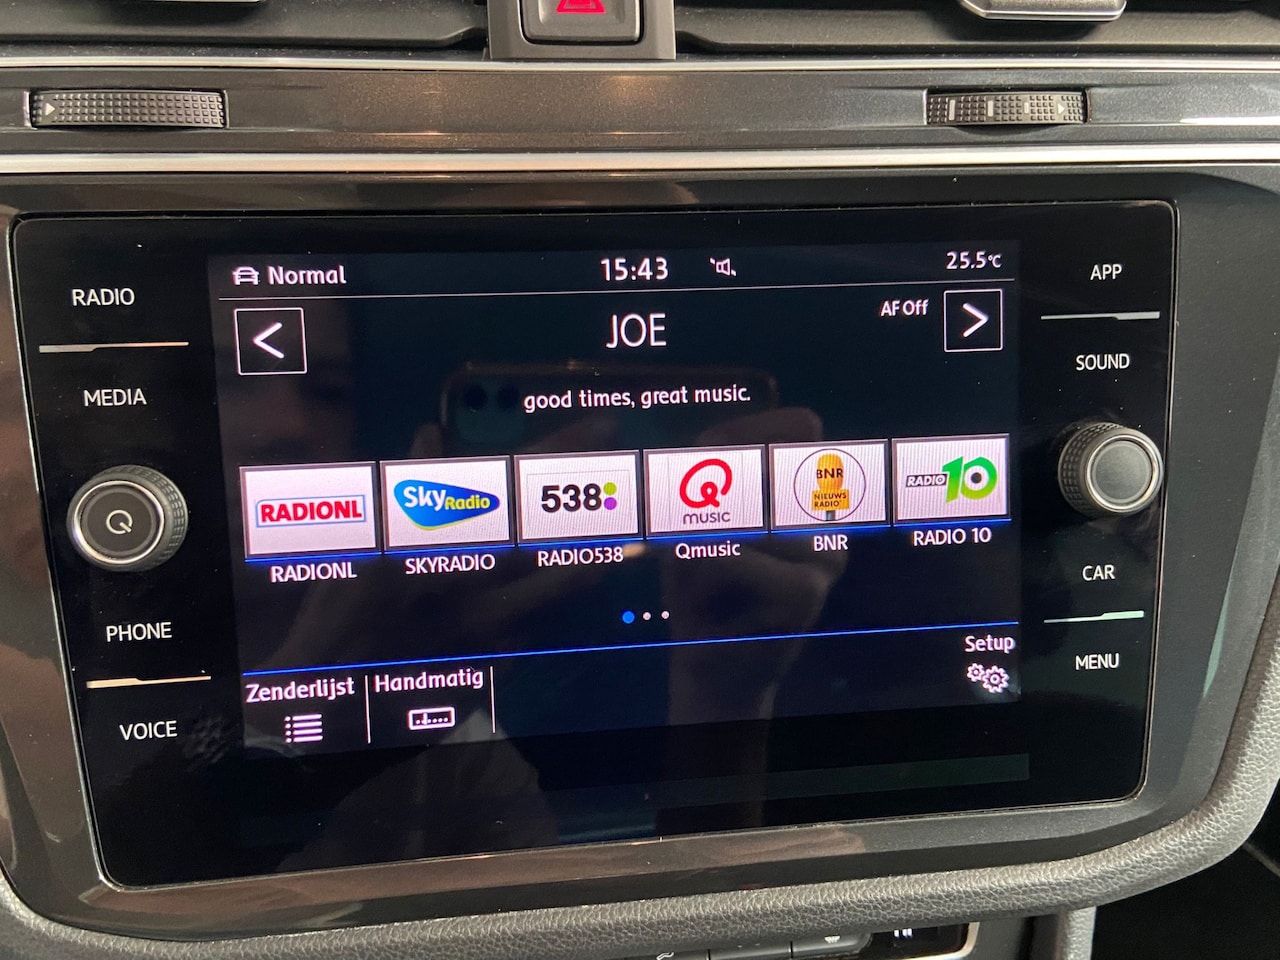 RADIO
MEDIA
PHONE
VOICE
Normal
15:43
25.5°C
JOE
AF Off
good times, great music.
RADIONL
Sky Radio
538
Q MUSIC
BNR NIEUWS RADIO
RADIO 10
RADIONL
SKYRADIO
RADIO538
Qmusic
BNR
RADIO 10
Zenderlijst
Handmatig
Setup
APP
SOUND
CAR
MENU